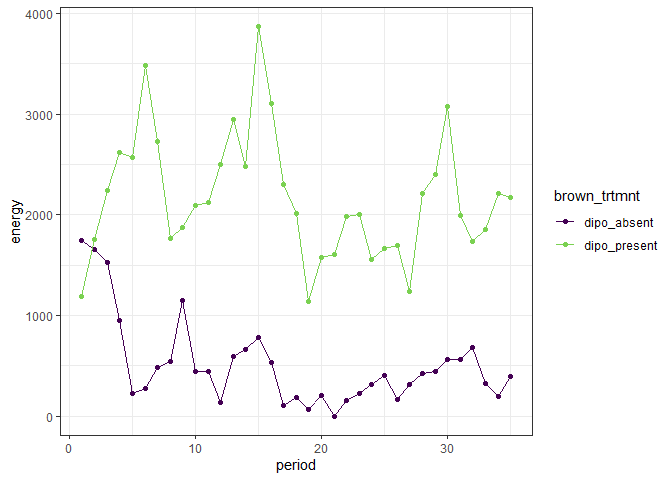 4000
3000
2000
1000
0
energy
0
10
20
30
period
brown_trtmnt
dipo_absent
dipo_present